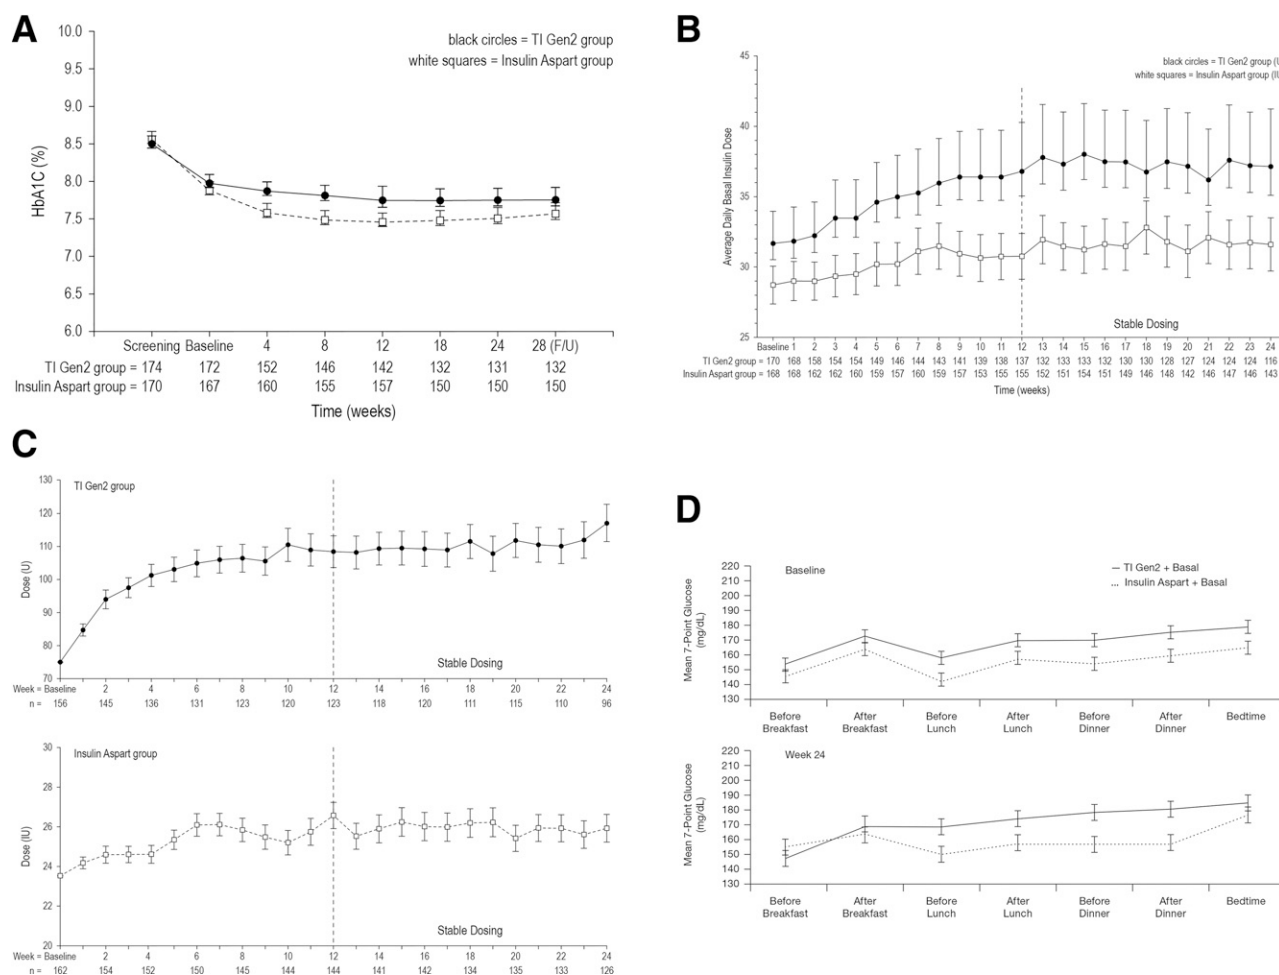 A
10.0
9.5
9.0
8.5
8.0
7.5
7.0
6.5
6.0
HbA1C (%)
black circles = TI Gen2 group
white squares = Insulin Aspart group
Screening Baseline 4 8 12 18 24 28 (F/U)
TI Gen2 group = 174 172 152 146 142 132 131 132
Insulin Aspart group = 170 167 160 155 157 150 150 150
Time (weeks)
B
45
40
35
30
25
Average Daily Basal Insulin Dose
black circles = TI Gen2 group (U
white squares = Insulin Aspart group (IU
Stable Dosing
Baseline 1 2 3 4 5 6 7 8 9 10 11 12 13 14 15 16 17 18 19 20 21 22 23 24
TI Gen2 group = 170 168 158 154 154 149 146 144 143 141 139 138 137 132 133 133 132 130 130 128 127 124 124 124 116
Insulin Aspart group = 168 168 162 162 160 159 157 160 159 157 153 155 155 152 151 154 151 149 146 148 142 146 147 146 143
Time (weeks)
C
130
120
110
100
90
80
70
Dose (U)
TI Gen2 group
Stable Dosing
Week = Baseline 2 4 6 8 10 12 14 16 18 20 22 24
n = 156 145 136 131 123 120 123 118 118 111 115 110 96
30
28
26
24
22
20
Dose (IU)
Insulin Aspart group
Stable Dosing
Week = Baseline 2 4 6 8 10 12 14 16 18 20 22 24
n = 162 154 152 150 145 144 144 141 142 134 135 133 126
D
220
210
200
190
180
170
160
150
140
130
Mean 7-Point Glucose
(mg/dL)
Baseline
TI Gen2 + Basal
Insulin Aspart + Basal
Before After Before After Before After Bedtime
Breakfast Breakfast Lunch Lunch Dinner Dinner
220
210
200
190
180
170
160
150
140
130
Mean 7-Point Glucose
(mg/dL)
Week 24
Before After Before After Before After Bedtime
Breakfast Breakfast Lunch Lunch Dinner Dinner